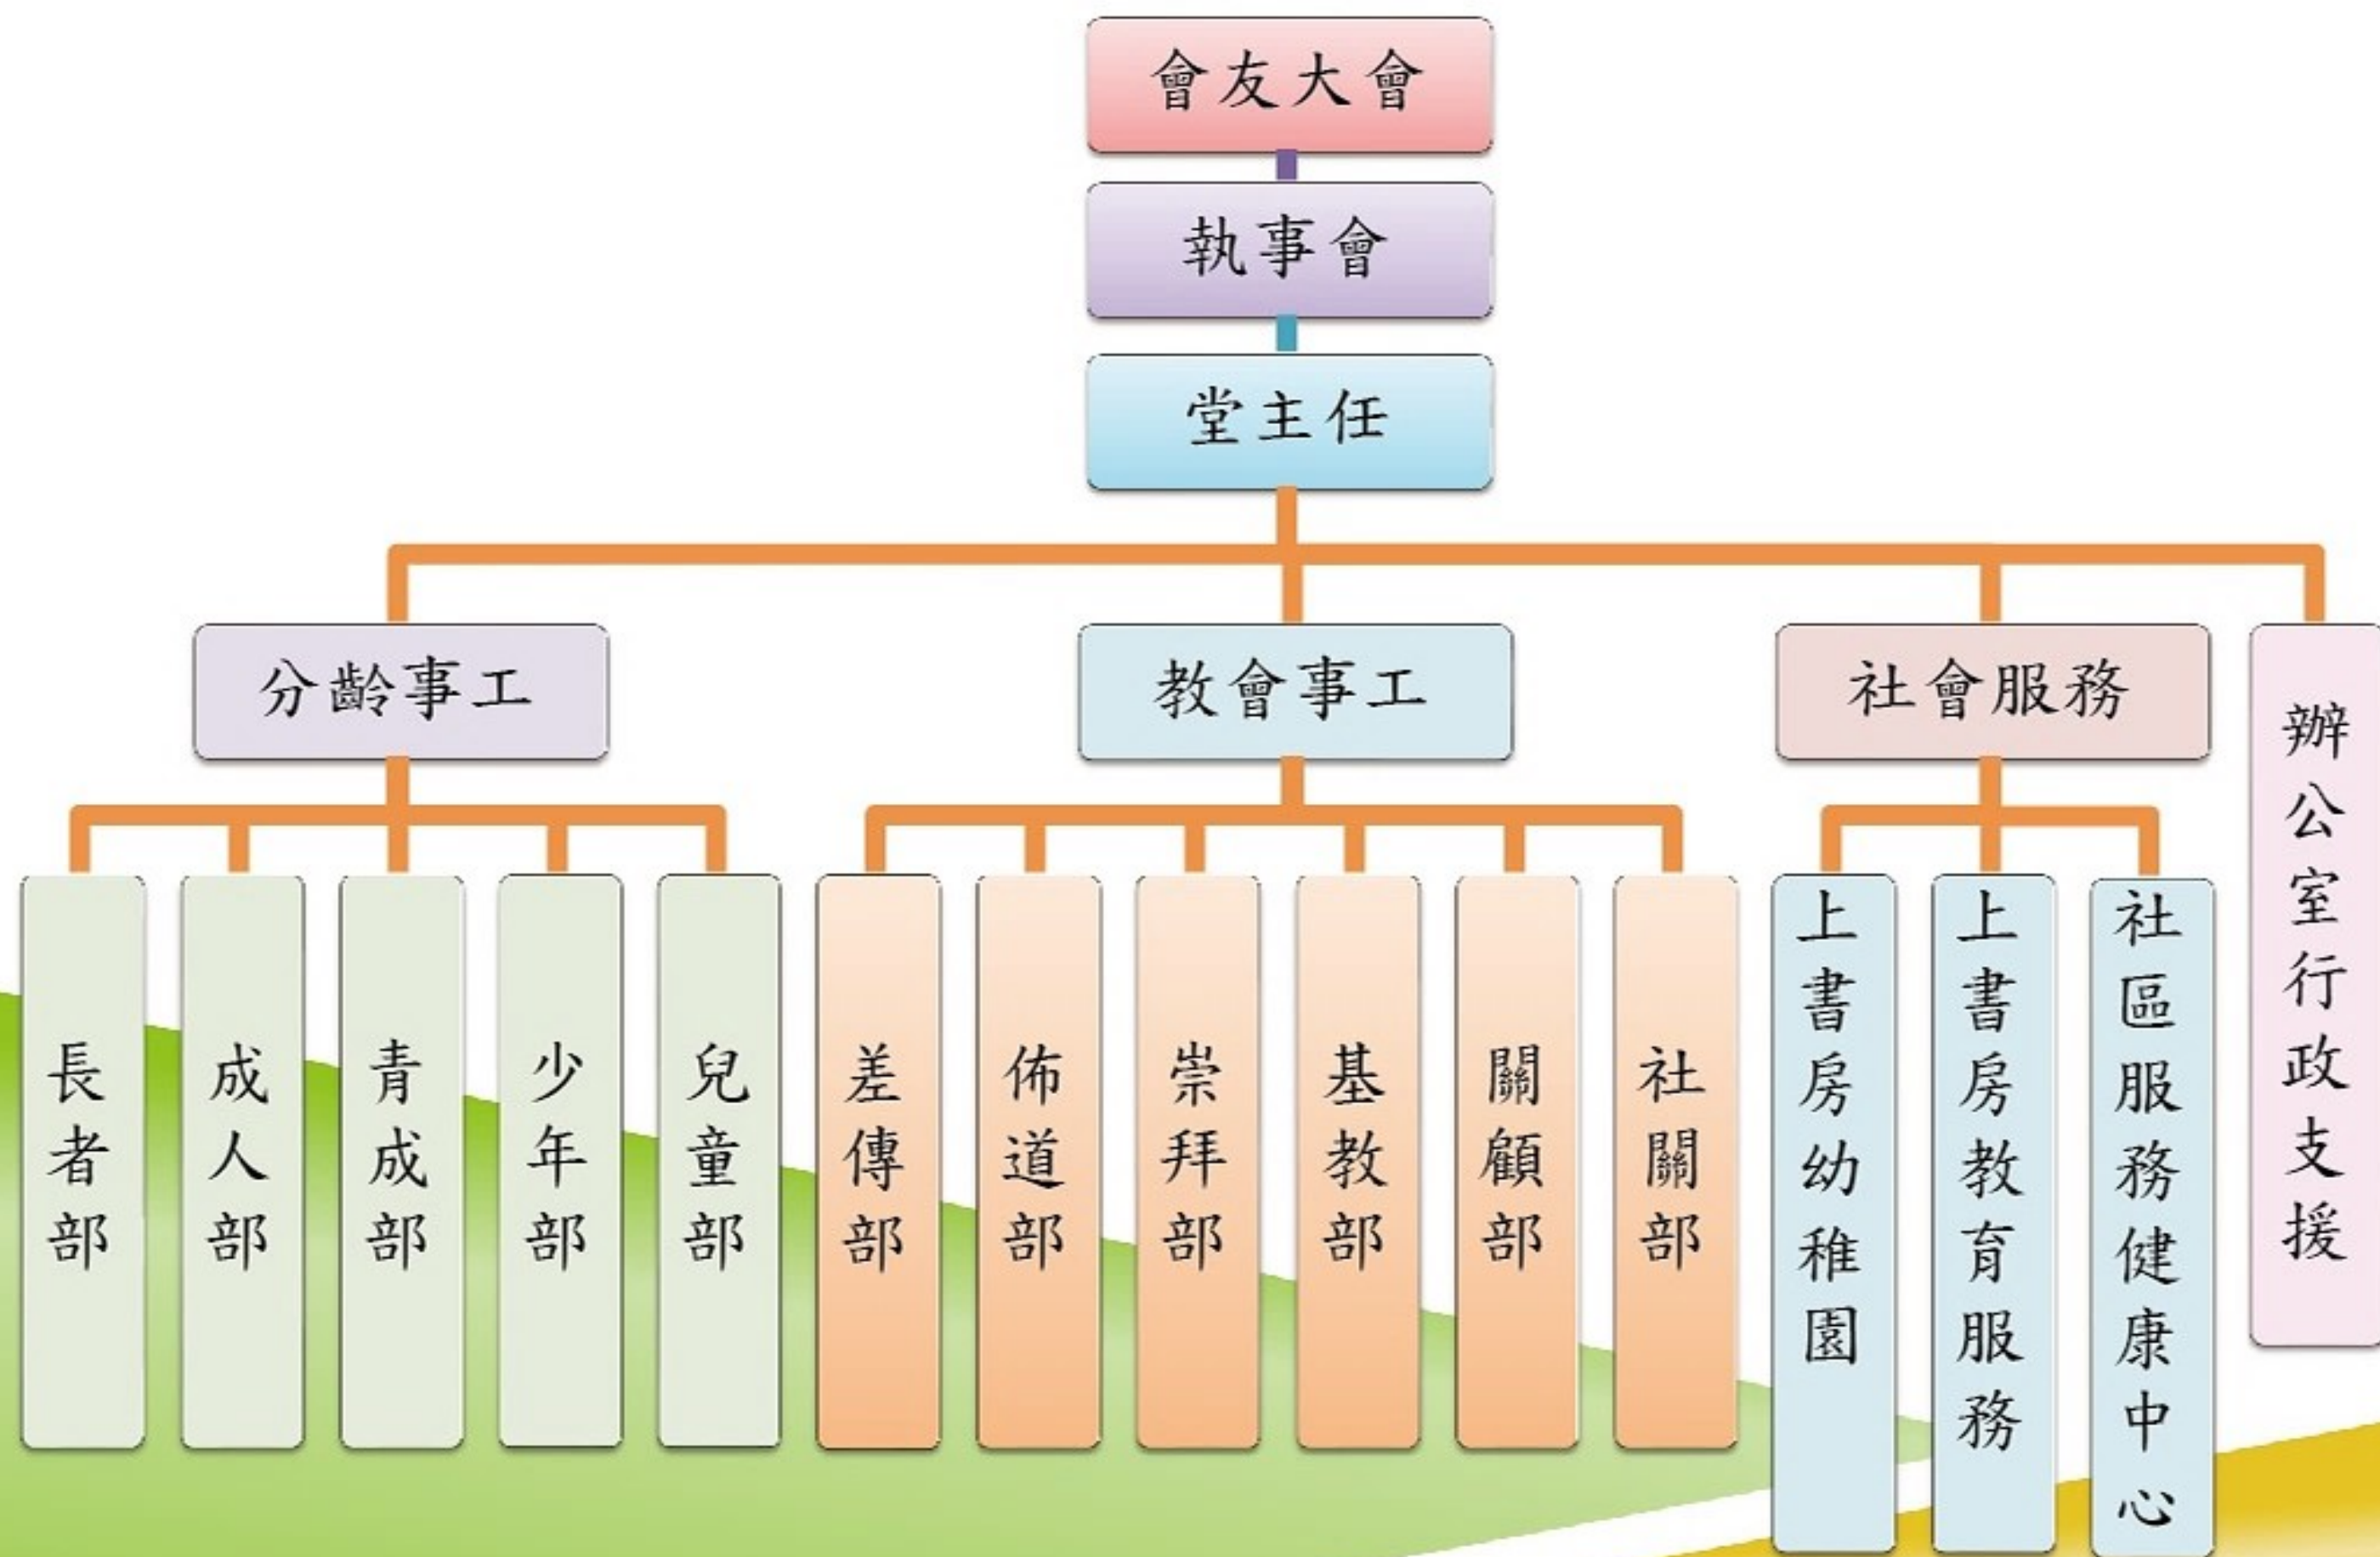 會友大會
執事會
堂主任
分齡事工
教會事工
社會服務
辦公室行政支援
長者部
成人部
青成部
少年部
兒童部
差傳部
佈道部
崇拜部
基教部
關顧部
社關部
上書房幼稚園
上書房教育服務
社區服務健康中心